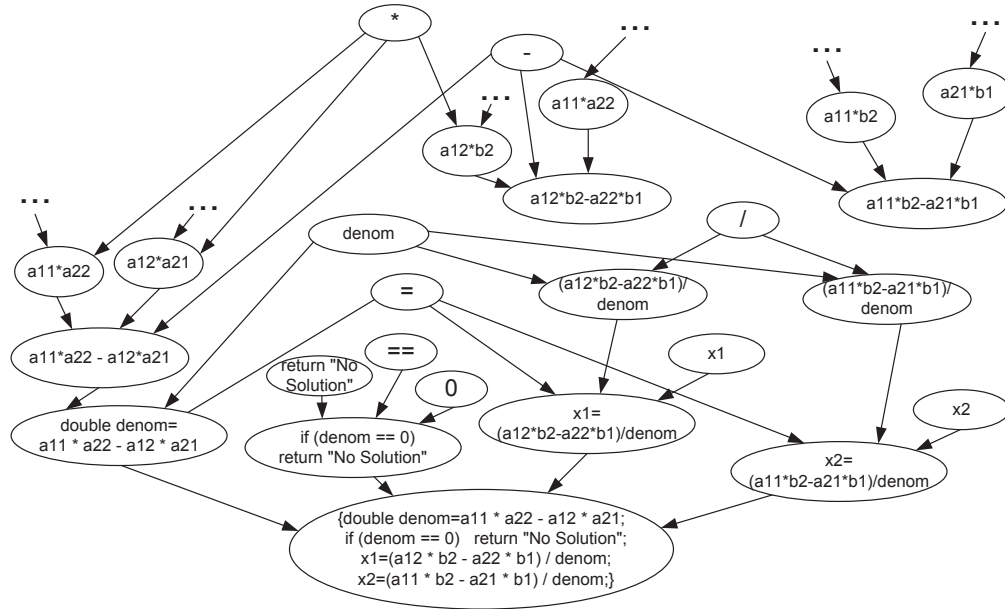 *
...
...
-
...
...
a21*b1
a11*a22
...
a11*b2
a12*b2
...
...
a12*b2-a22*b1
a11*b2-a21*b1
denom
/
a11*a22
a12*a21
(a12*b2-a22*b1)/
denom
(a11*b2-a21*b1)/
denom
=
a11*a22 - a12*a21
==
x1
return "No
Solution"
0
x2
double denom=
a11 * a22 - a12 * a21
if (denom == 0)
return "No Solution"
x1=
(a12*b2-a22*b1)/denom
x2=
(a11*b2-a21*b1)/denom
{double denom=a11 * a22 - a12 * a21;
if (denom == 0) return "No Solution";
x1=(a12 * b2 - a22 * b1) / denom;
x2=(a11 * b2 - a21 * b1) / denom;}